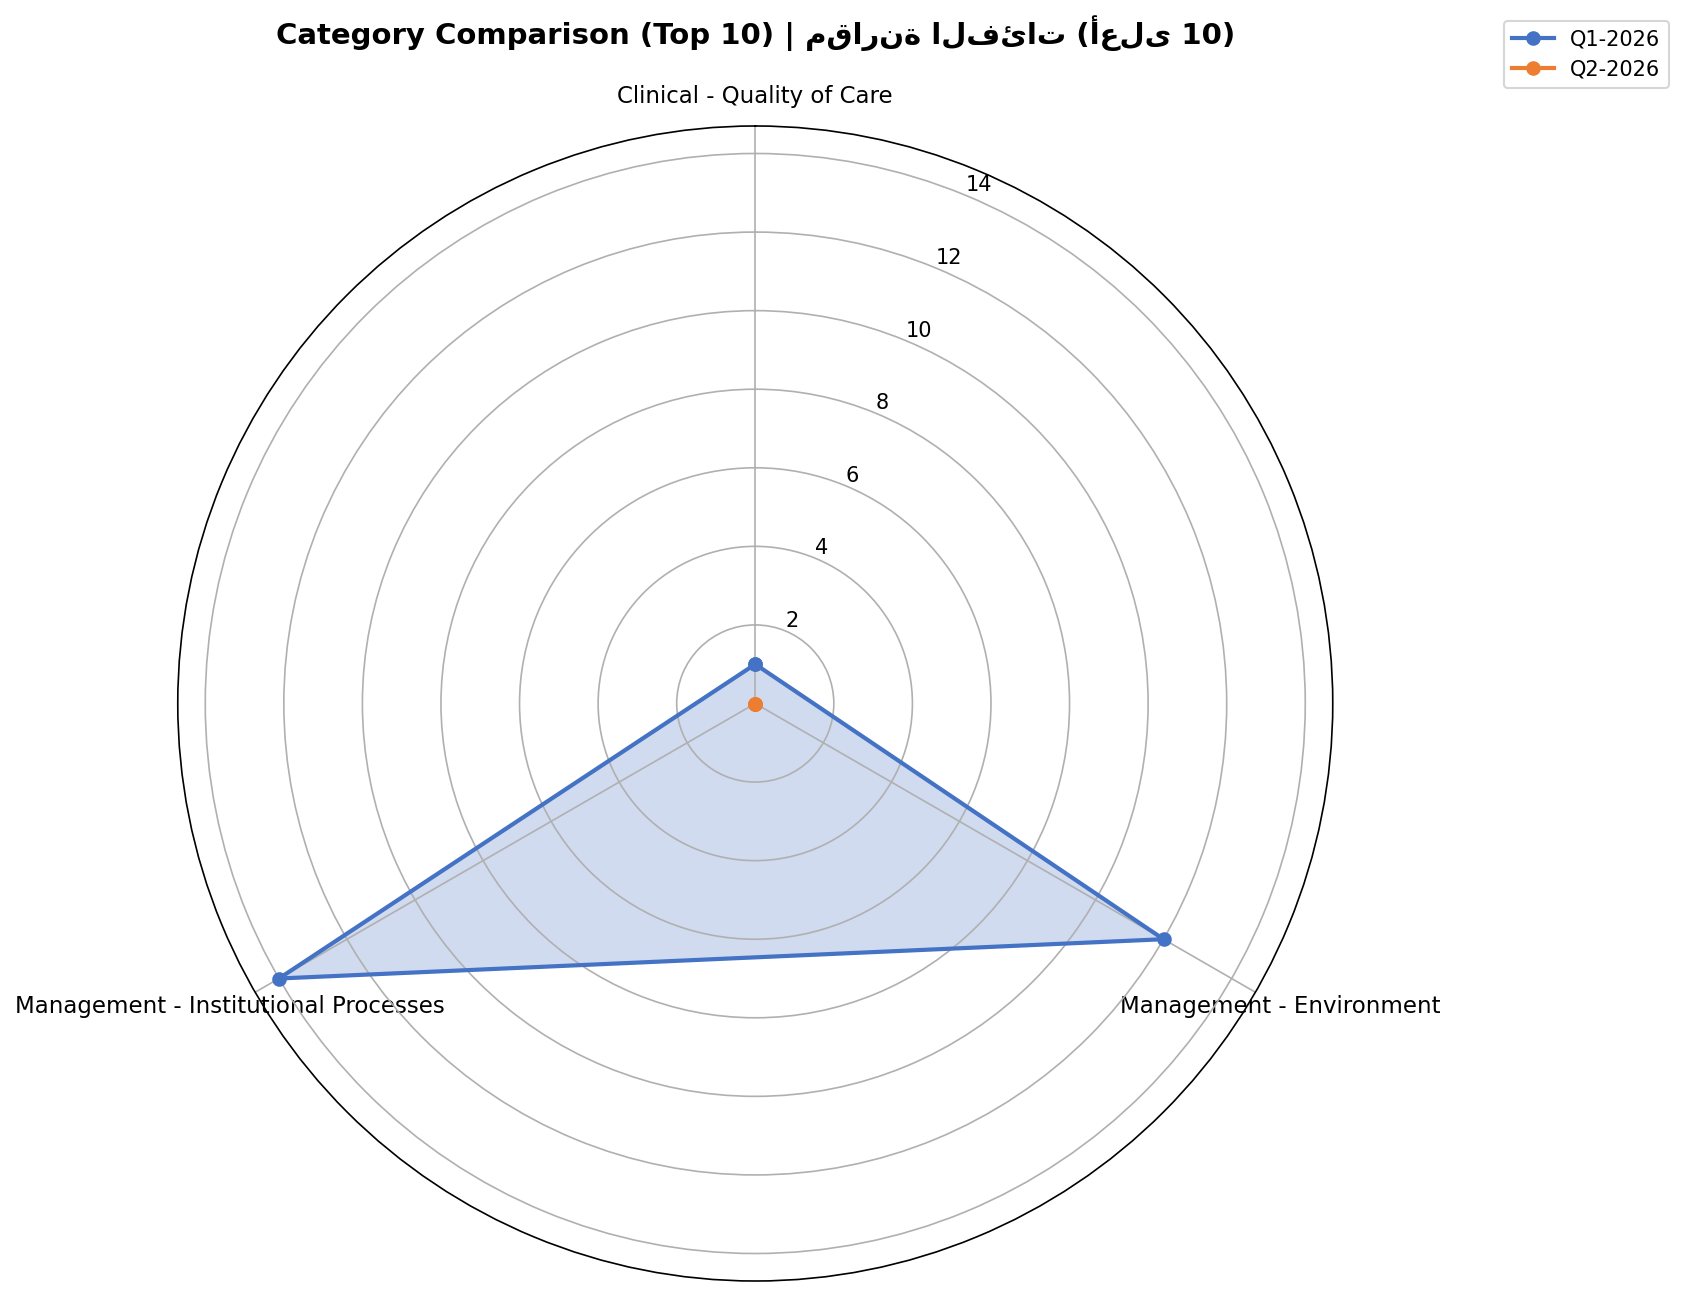 Category Comparison (Top 10) | مقارنة الفئات (أعلى 10)
Q1-2026
Q2-2026
Clinical - Quality of Care
14
12
10
8
6
4
2
Management - Institutional Processes
Management - Environment